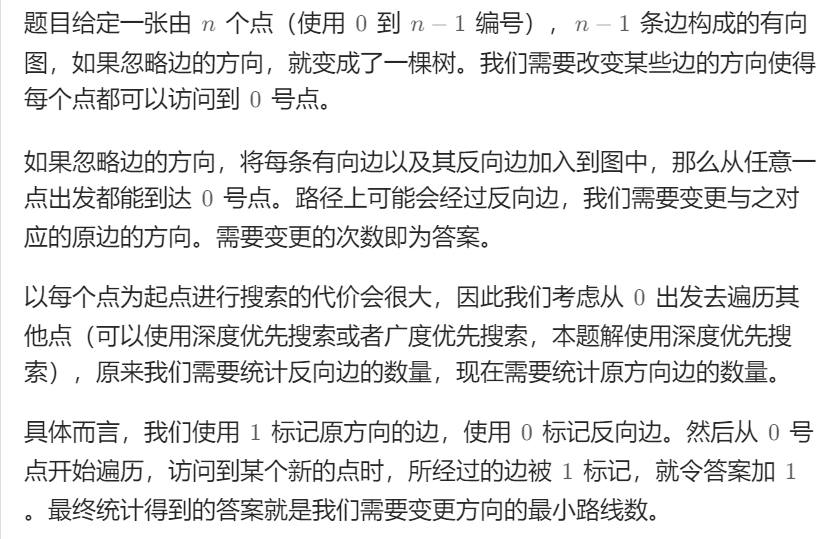 题目给定一张由 n 个点（使用 0 到 n − 1 编号），n − 1 条边构成的有向
图，如果忽略边的方向，就变成了一棵树。我们需要改变某些边的方向使得
每个点都可以访问到 0 号点。
如果忽略边的方向，将每条有向边以及其反向边加入到图中，那么从任意一
点出发都能到达 0 号点。路径上可能会经过反向边，我们需要变更与之对
应的原边的方向。需要变更的次数即为答案。
以每个点为起点进行搜索的代价会很大，因此我们考虑从 0 出发去遍历其
他点（可以使用深度优先搜索或者广度优先搜索，本题解使用深度优先搜
索），原来我们需要统计反向边的数量，现在需要统计原方向边的数量。
具体而言，我们使用 1 标记原方向的边，使用 0 标记反向边。然后从 0 号
点开始遍历，访问到某个新的点时，所经过的边被 1 标记，就令答案加 1
。最终统计得到的答案就是我们需要变更方向的最小路线数。